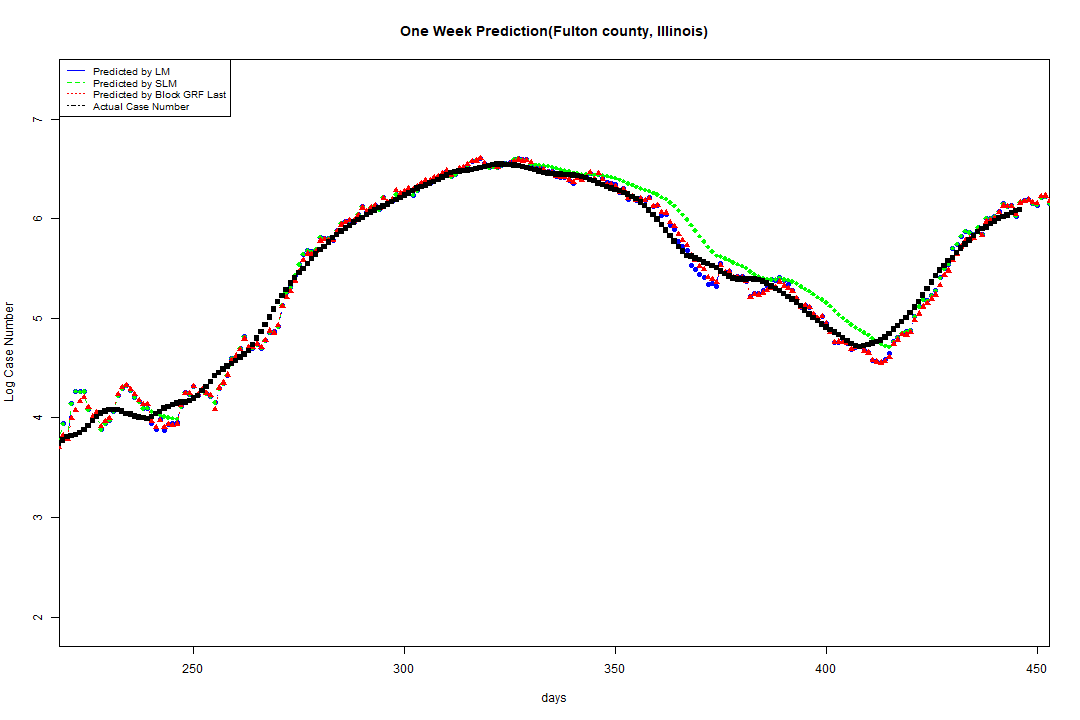 One Week Prediction(Fulton county, Illinois)
Predicted by LM
Predicted by SLM
Predicted by Block GRF Last
Actual Case Number
7
6
5
4
3
2
Log Case Number
250 300 350 400 450
days